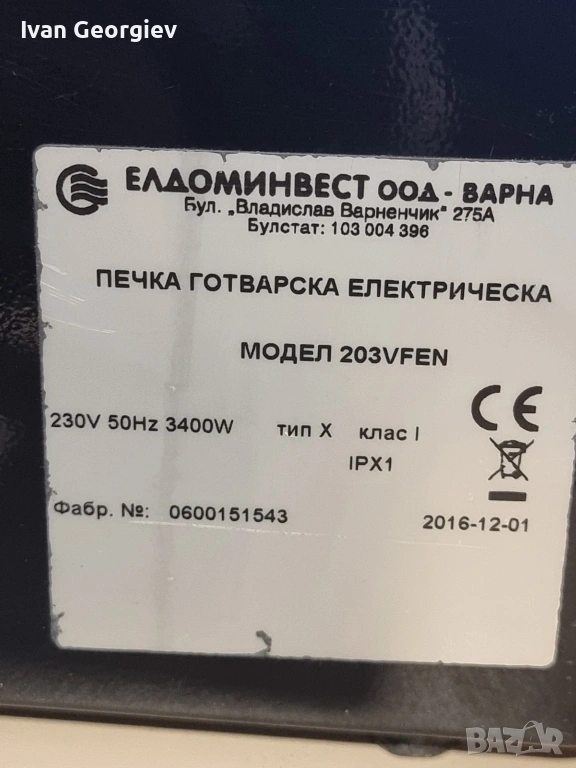 Ivan Georgiev
ЕЛДОМИНВЕСТ ООД - ВАРНА
Бул. „Владислав Варненчик" 275А
Булстат: 103 004 396
ПЕЧКА ГОТВАРСКА ЕЛЕКТРИЧЕСКА
МОДЕЛ 203VFEN
CE
230V 50Hz 3400W тип X клас I
IPX1
Фабр. №: 0600151543
2016-12-01
BAZAR